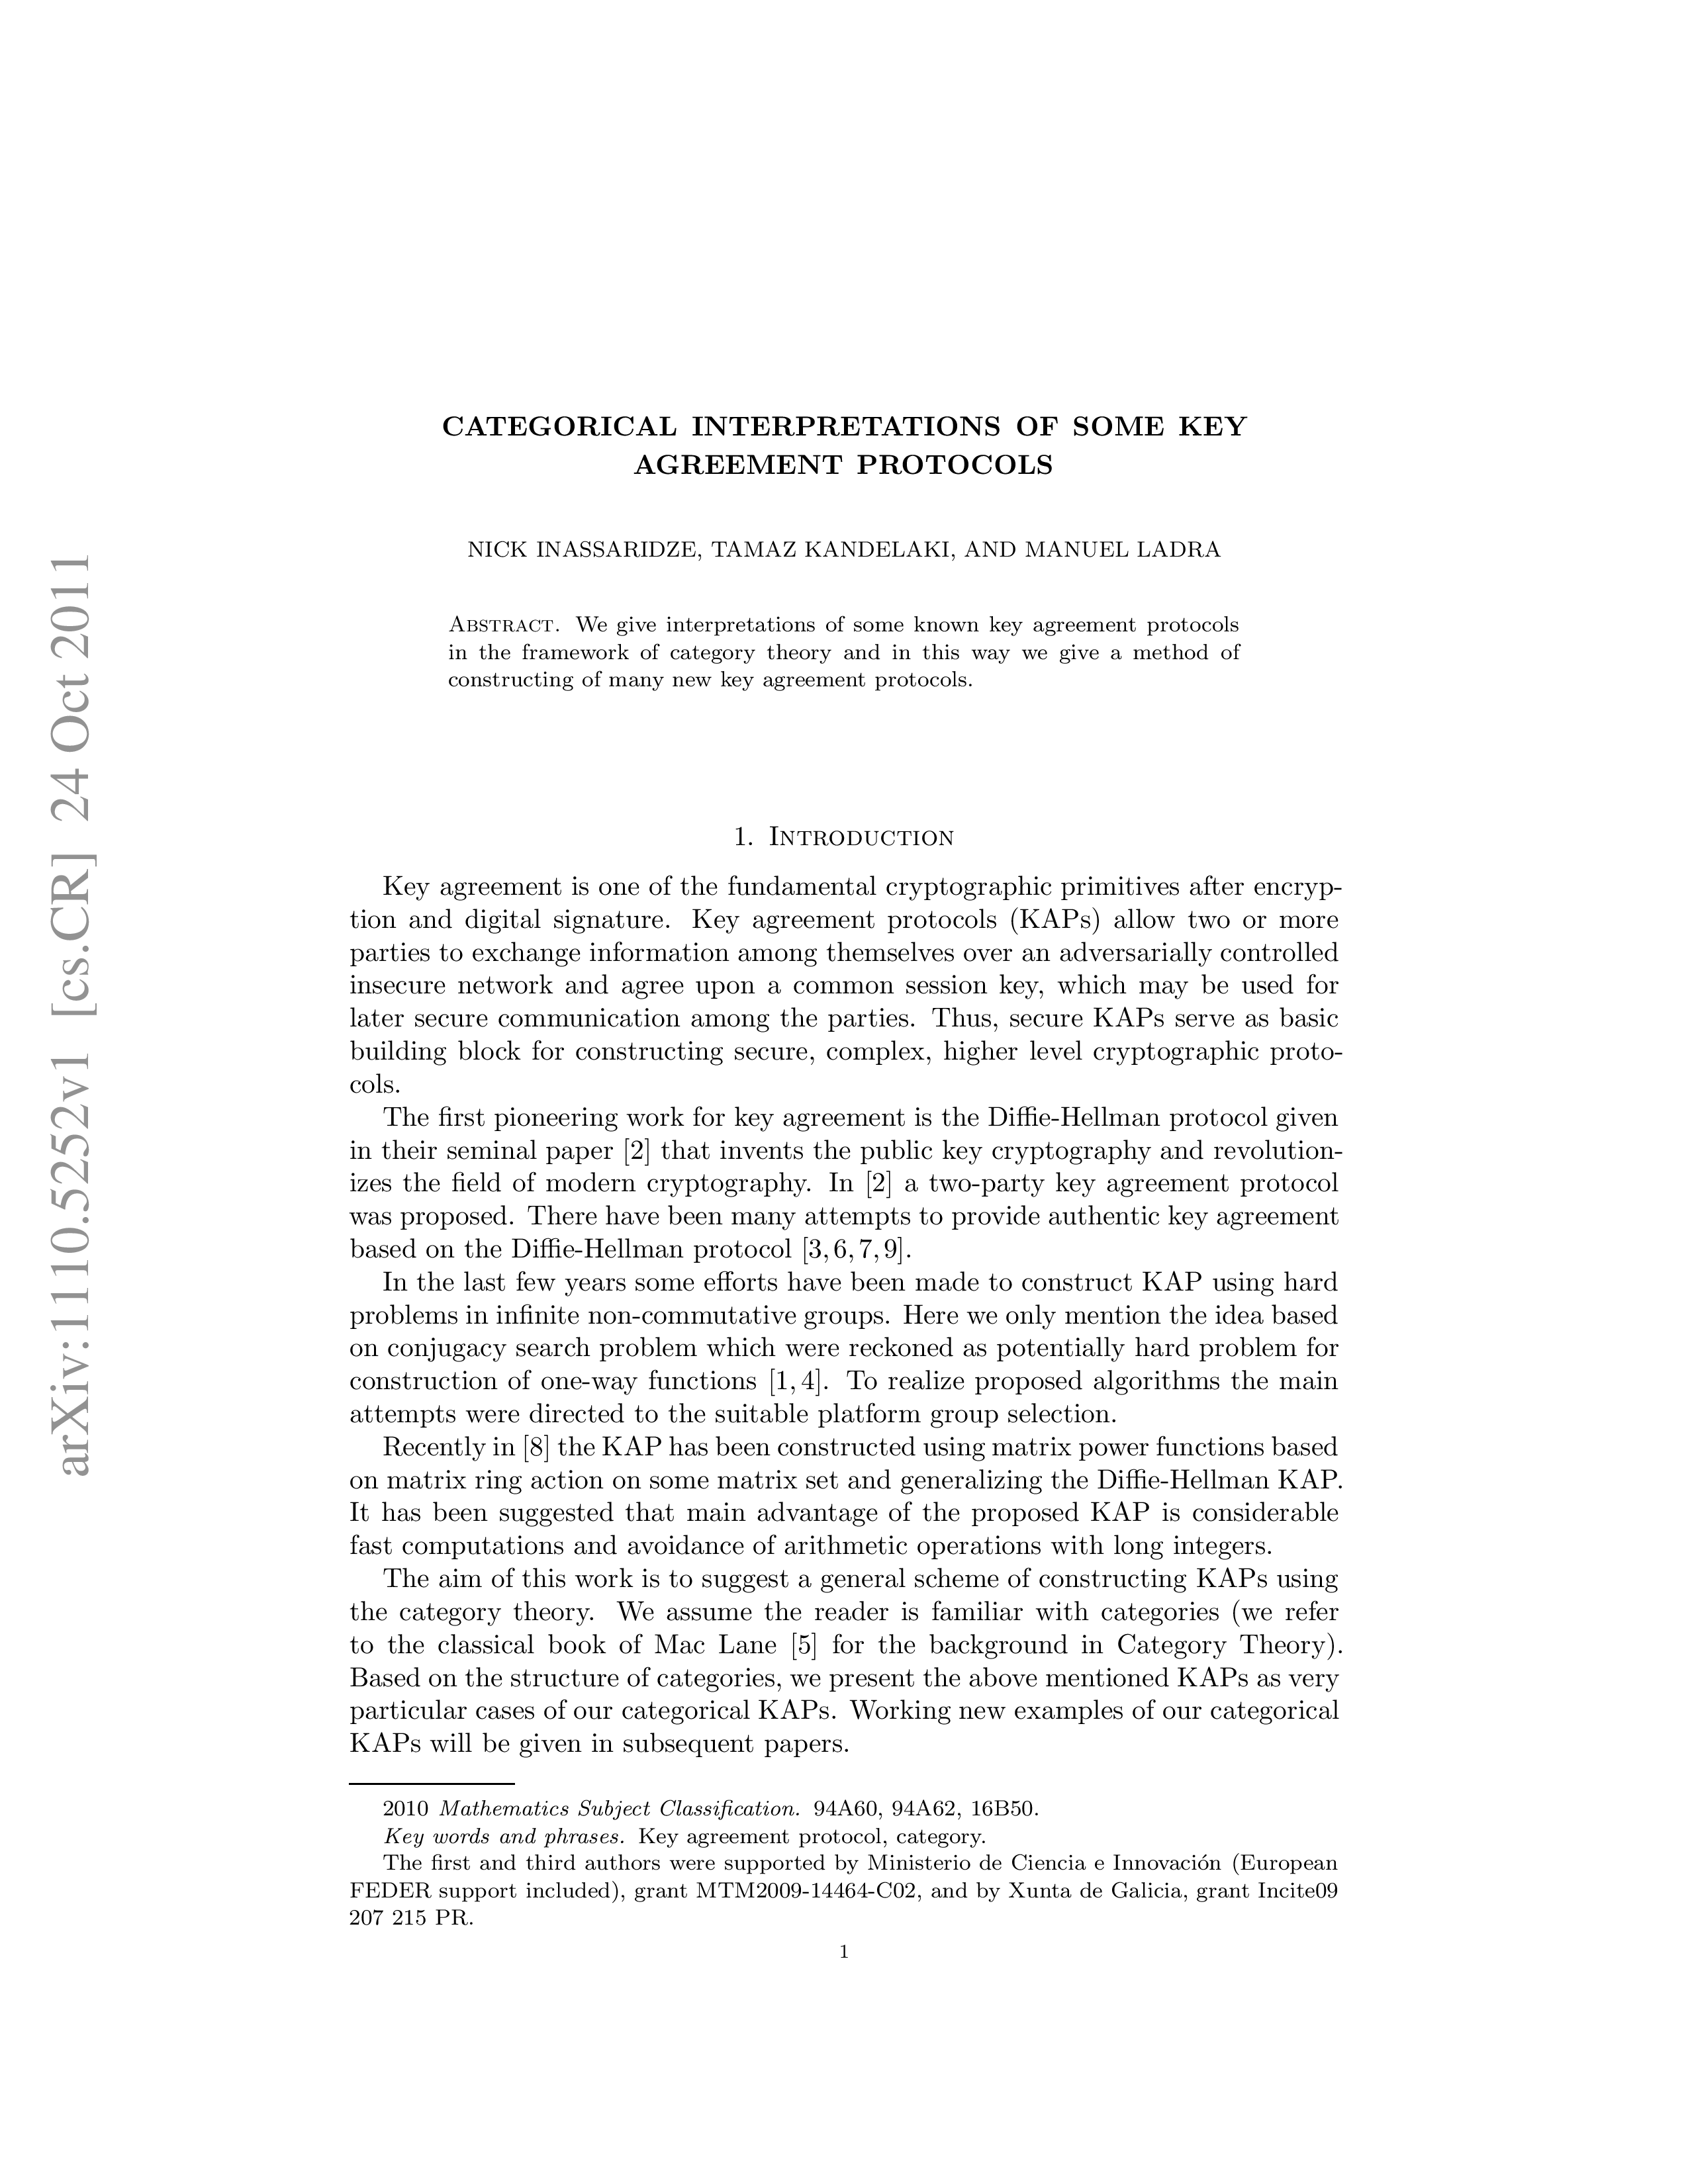 arXiv:1110.5252v1 [cs.CR] 24 Oct 2011
CATEGORICAL INTERPRETATIONS OF SOME KEY
AGREEMENT PROTOCOLS
NICK INASSARIDZE, TAMAZ KANDELAKI, AND MANUEL LADRA
Abstract. We give interpretations of some known key agreement protocols
in the framework of category theory and in this way we give a method of
constructing of many new key agreement protocols.
1. Introduction
Key agreement is one of the fundamental cryptographic primitives after encryp-
tion and digital signature. Key agreement protocols (KAPs) allow two or more
parties to exchange information among themselves over an adversarially controlled
insecure network and agree upon a common session key, which may be used for
later secure communication among the parties. Thus, secure KAPs serve as basic
building block for constructing secure, complex, higher level cryptographic proto-
cols.
The first pioneering work for key agreement is the Diffie-Hellman protocol given
in their seminal paper [2] that invents the public key cryptography and revolution-
izes the field of modern cryptography. In [2] a two-party key agreement protocol
was proposed. There have been many attempts to provide authentic key agreement
based on the Diffie-Hellman protocol [3, 6, 7, 9].
In the last few years some efforts have been made to construct KAP using hard
problems in infinite non-commutative groups. Here we only mention the idea based
on conjugacy search problem which were reckoned as potentially hard problem for
construction of one-way functions [1, 4]. To realize proposed algorithms the main
attempts were directed to the suitable platform group selection.
Recently in [8] the KAP has been constructed using matrix power functions based
on matrix ring action on some matrix set and generalizing the Diffie-Hellman KAP.
It has been suggested that main advantage of the proposed KAP is considerable
fast computations and avoidance of arithmetic operations with long integers.
The aim of this work is to suggest a general scheme of constructing KAPs using
the category theory. We assume the reader is familiar with categories (we refer
to the classical book of Mac Lane [5] for the background in Category Theory).
Based on the structure of categories, we present the above mentioned KAPs as very
particular cases of our categorical KAPs. Working new examples of our categorical
KAPs will be given in subsequent papers.
2010 Mathematics Subject Classification. 94A60, 94A62, 16B50.
Key words and phrases. Key agreement protocol, category.
The first and third authors were supported by Ministerio de Ciencia e Innovación (European
FEDER support included), grant MTM2009-14464-C02, and by Xunta de Galicia, grant Incite09
207 215 PR.
1